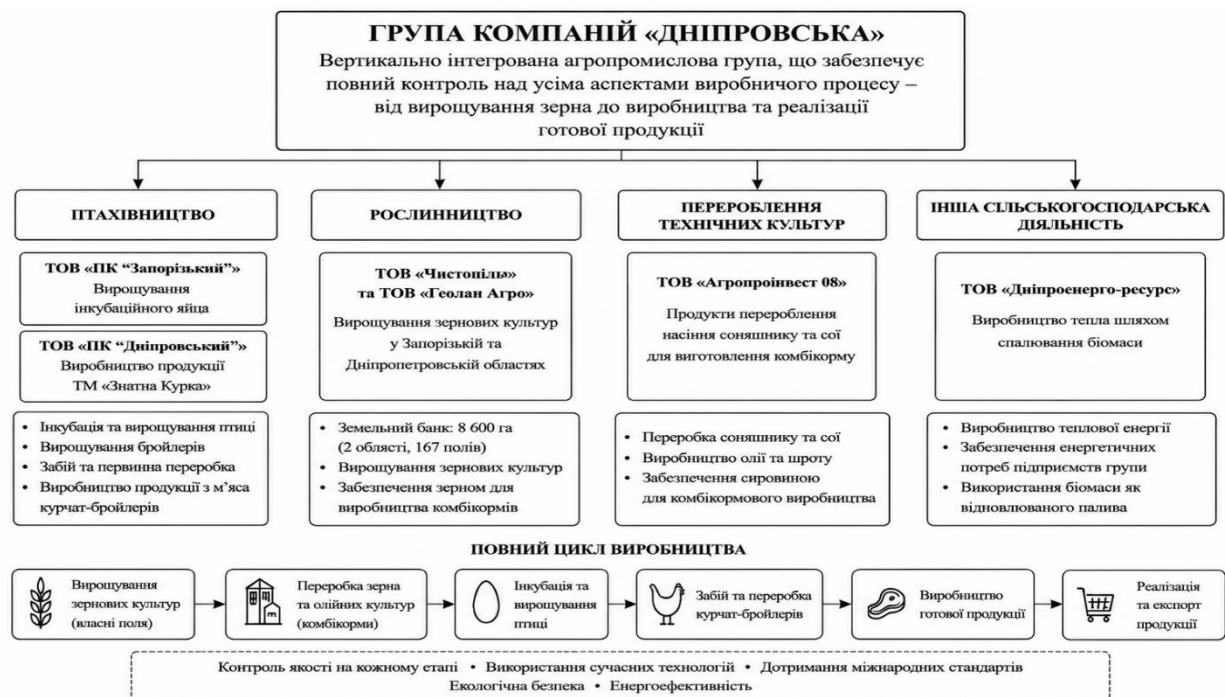 ГРУПА КОМПАНІЙ «ДНІПРОВСЬКА»
Вертикально інтегрована агропромислова група, що забезпечує
повний контроль над усіма аспектами виробничого процесу –
від вирощування зерна до виробництва та реалізації
готової продукції
ПТАХІВНИЦТВО
ТОВ «ПК “Запорізький”»
Вирощування
інкубаційного яйца
ТОВ «ПК “Дніпровський”»
Виробництво продукції
ТМ «Знатна Курка»
• Інкубація та вирощування птиці
• Вирощування бройлерів
• Забій та первинна переробка
• Виробництво продукції з м’яса
курчат-бройлерів
РОСЛИННИЦТВО
ТОВ «Чистопіль»
та ТОВ «Геолан Агро»
Вирощування зернових культур
у Запорізькій та
Дніпропетровській областях
• Земельний банк: 8 600 га
(2 області, 167 полів)
• Вирощування зернових культур
• Забезпечення зерном для
виробництва комбікормів
ПЕРЕРОБЛЕННЯ
ТЕХНІЧНИХ КУЛЬТУР
ТОВ «Агропроінвест 08»
Продукти перероблення
насіння соняшнику та сої
для виготовлення комбікорму
• Переробка соняшнику та сої
• Виробництво олії та шроту
• Забезпечення сировиною
для комбікормового виробництва
ІНША СІЛЬСЬКОГОСПОДАРСЬКА
ДІЯЛЬНІСТЬ
ТОВ «Дніпроенерго-ресурс»
Виробництво тепла шляхом
спалювання біомаси
• Виробництво теплової енергії
• Забезпечення енергетичних
потреб підприємств групи
• Використання біомаси як
відновлюваного палива
ПОВНИЙ ЦИКЛ ВИРОБНИЦТВА
Вирощування
зернових культур
(власні поля)
Переробка зерна
та олійних культур
(комбікорми)
Інкубація та
вирощування
птиці
Забій та переробка
курчат-бройлерів
Виробництво
готової продукції
Реалізація
та експорт
продукції
Контроль якості на кожному етапі • Використання сучасних технологій • Дотримання міжнародних стандартів
Екологічна безпека • Енергоефективність